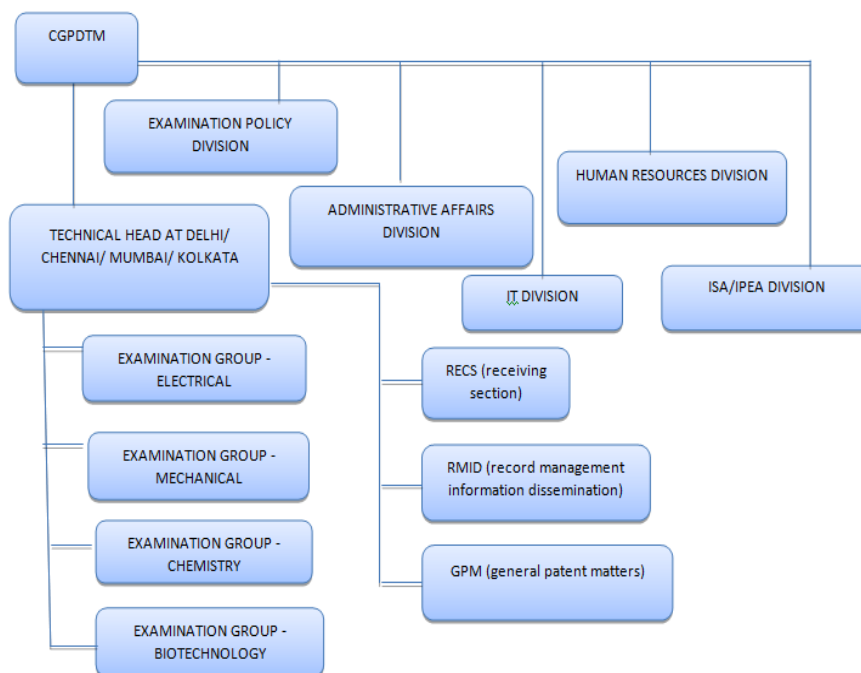 CGPDTM
EXAMINATION POLICY
DIVISION
HUMAN RESOURCES DIVISION
ADMINISTRATIVE AFFAIRS
DIVISION
TECHNICAL HEAD AT DELHI/
CHENNAI/ MUMBAI/ KOLKATA
IT DIVISION
ISA/IPEA DIVISION
EXAMINATION GROUP -
ELECTRICAL
EXAMINATION GROUP -
MECHANICAL
EXAMINATION GROUP -
CHEMISTRY
EXAMINATION GROUP -
BIOTECHNOLOGY
RECS (receiving
section)
RMID (record management
information dissemination)
GPM (general patent matters)